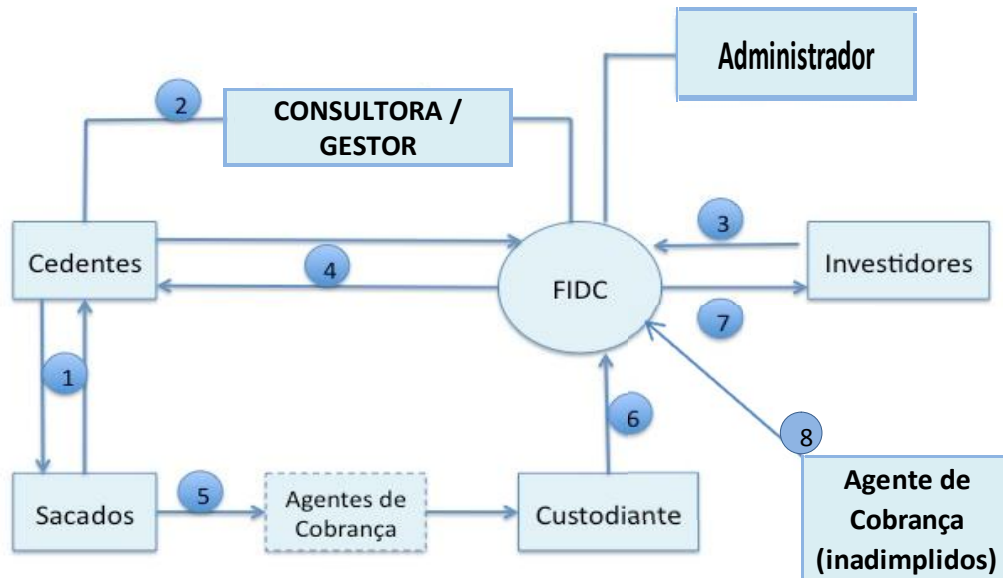 Administrador
2
CONSULTORA /
GESTOR
3
Cedentes
4
FIDC
Investidores
7
1
6
8
Sacados
5
Agentes de
Cobrança
Custodiante
Agente de
Cobrança
(inadimplidos)